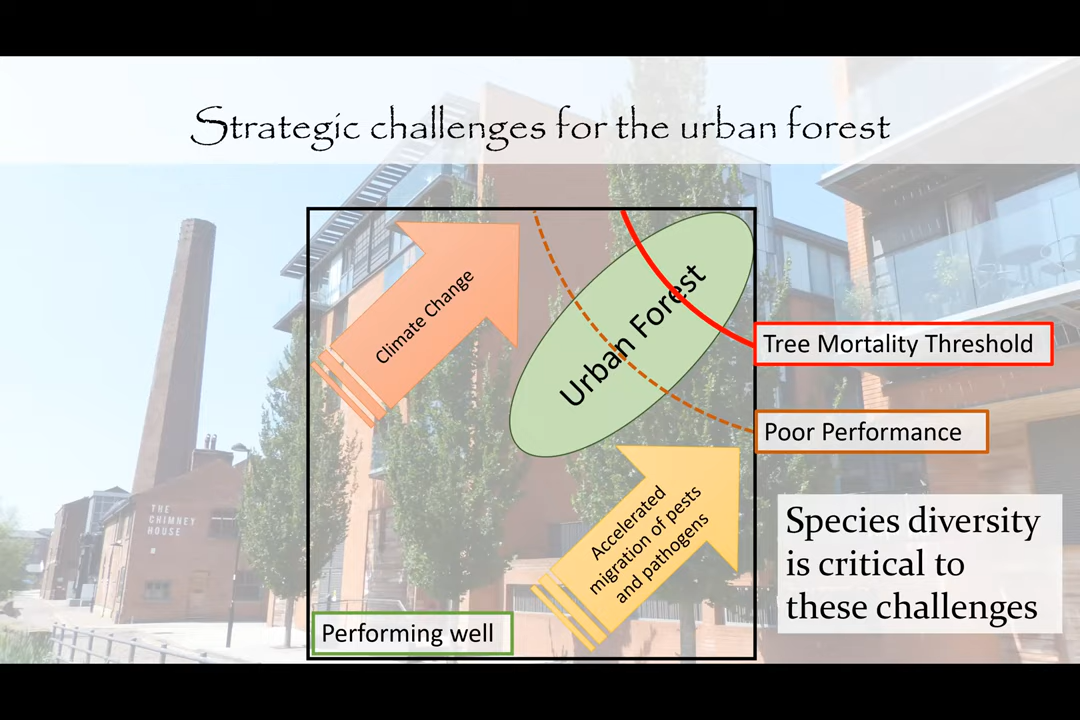 Strategic challenges for the urban forest
Climate Change
Urban Forest
Tree Mortality Threshold
Poor Performance
Accelerated
migration of pests
and pathogens
Species diversity
is critical to
these challenges
THE
CHIMNEY
HOUSE
Performing well